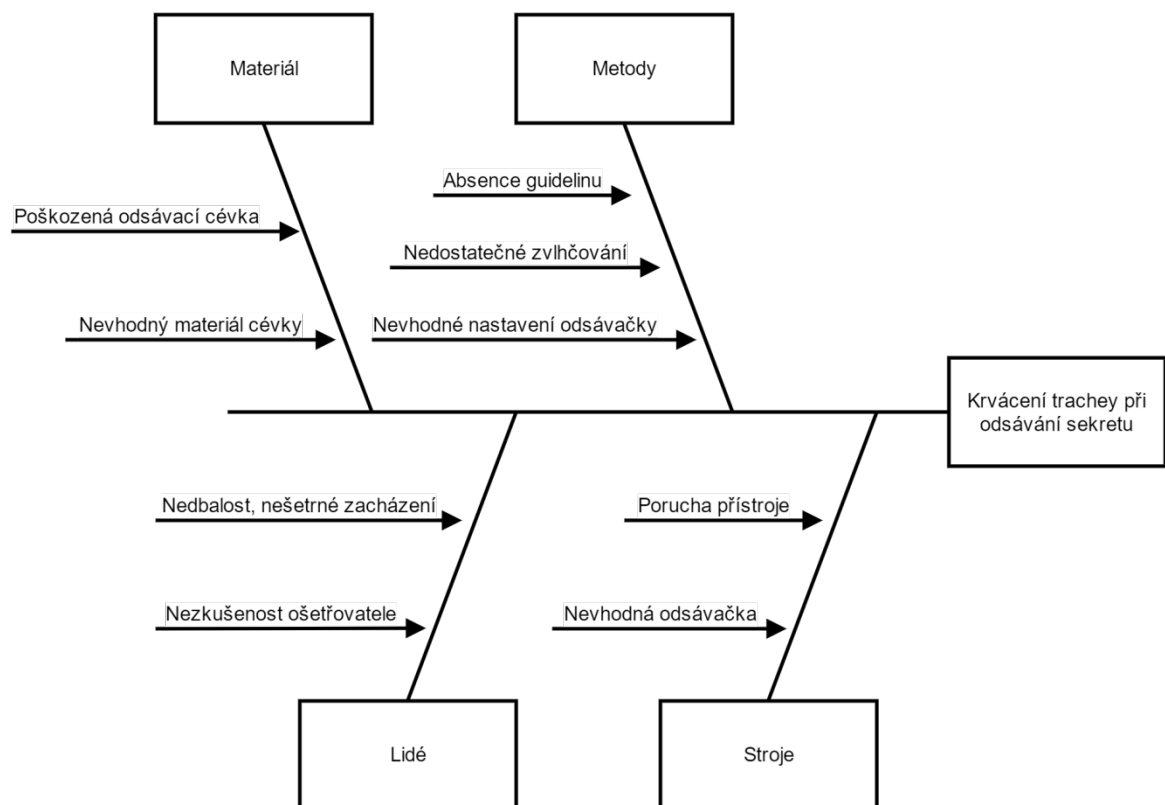 Materiál
Metody
Absence guidelinu
Poškozená odsávací cévka
Nedostatečné zvlhčování
Nevhodný materiál cévky
Nevhodné nastavení odsávačky
Krvácení trachey při
odsávání sekretu
Nedbalost, nešetrné zacházení
Porucha přístroje
Nezkušenost ošetřovatele
Nevhodná odsávačka
Lidé
Stroje